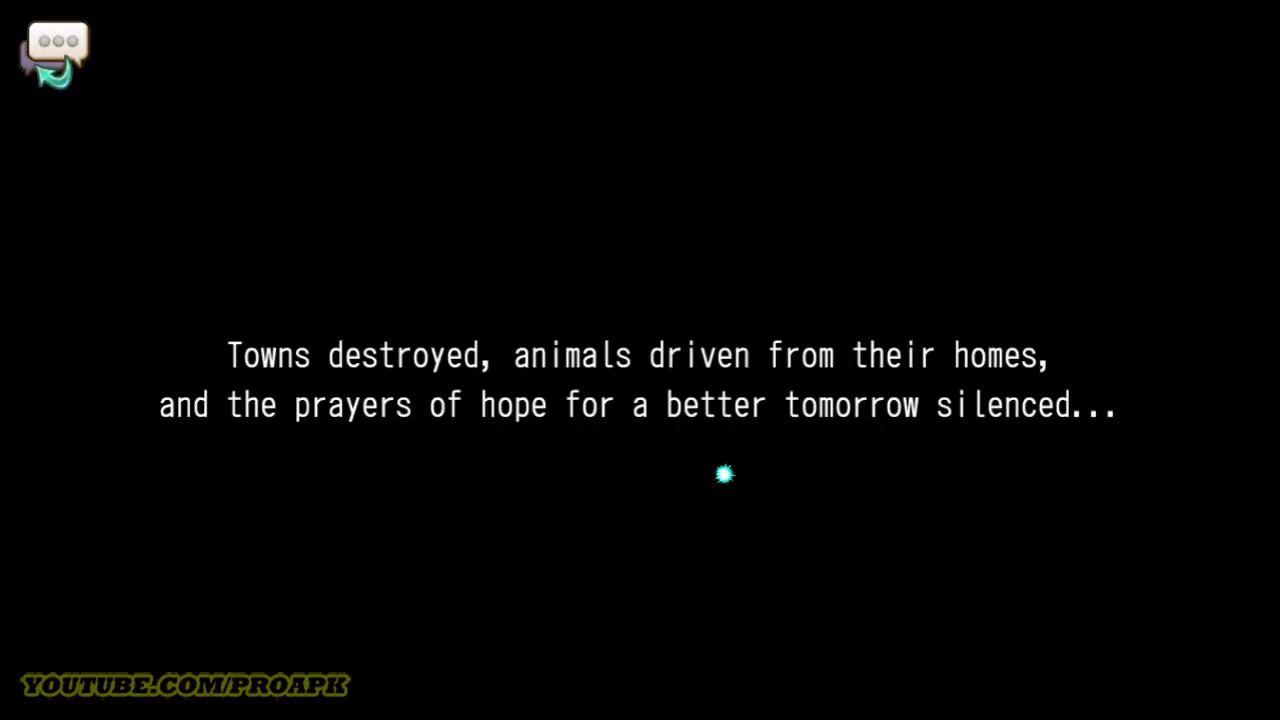 Towns destroyed, animals driven from their homes,
and the prayers of hope for a better tomorrow silenced...
YOUTUBE.COM/PROAPK